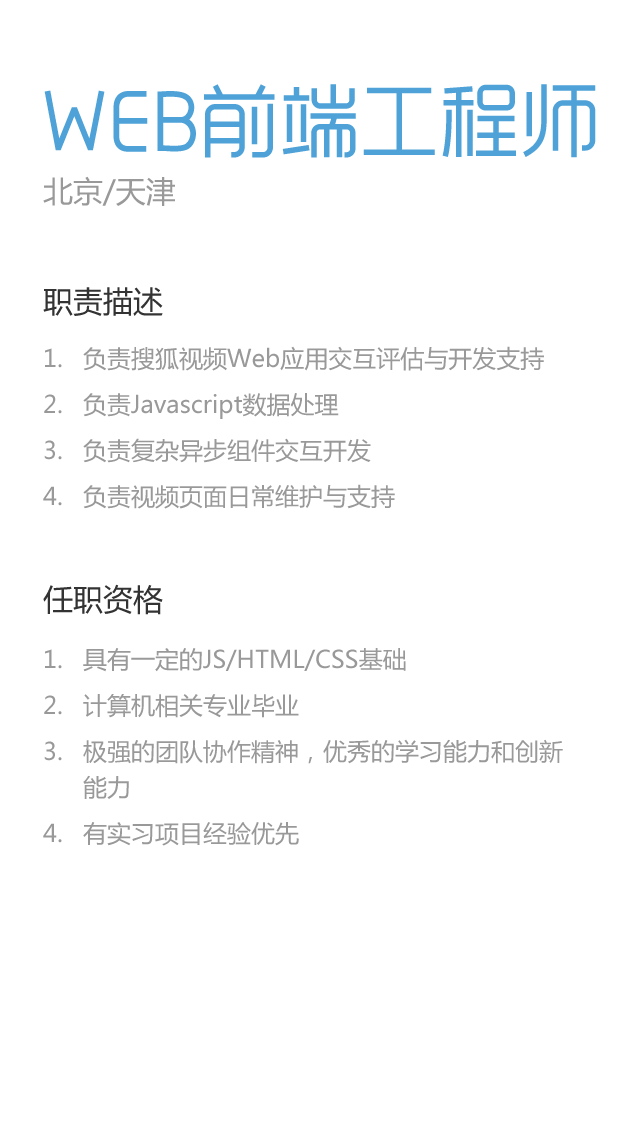 WEB前端工程师
北京/天津
职责描述
1. 负责搜狐视频Web应用交互评估与开发支持
2. 负责Javascript数据处理
3. 负责复杂异步组件交互开发
4. 负责视频页面日常维护与支持
任职资格
1. 具有一定的JS/HTML/CSS基础
2. 计算机相关专业毕业
3. 极强的团队协作精神，优秀的学习能力和创新
能力
4. 有实习项目经验优先